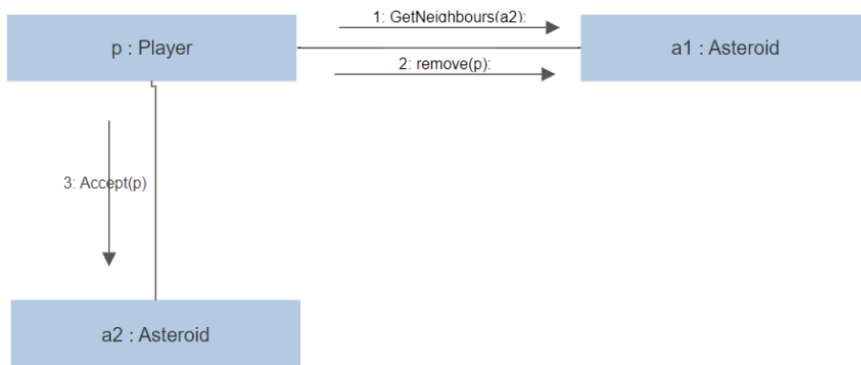 1: GetNeighbours(a2):
p : Player
a1 : Asteroid
2: remove(p):
3: Accept(p)
a2 : Asteroid